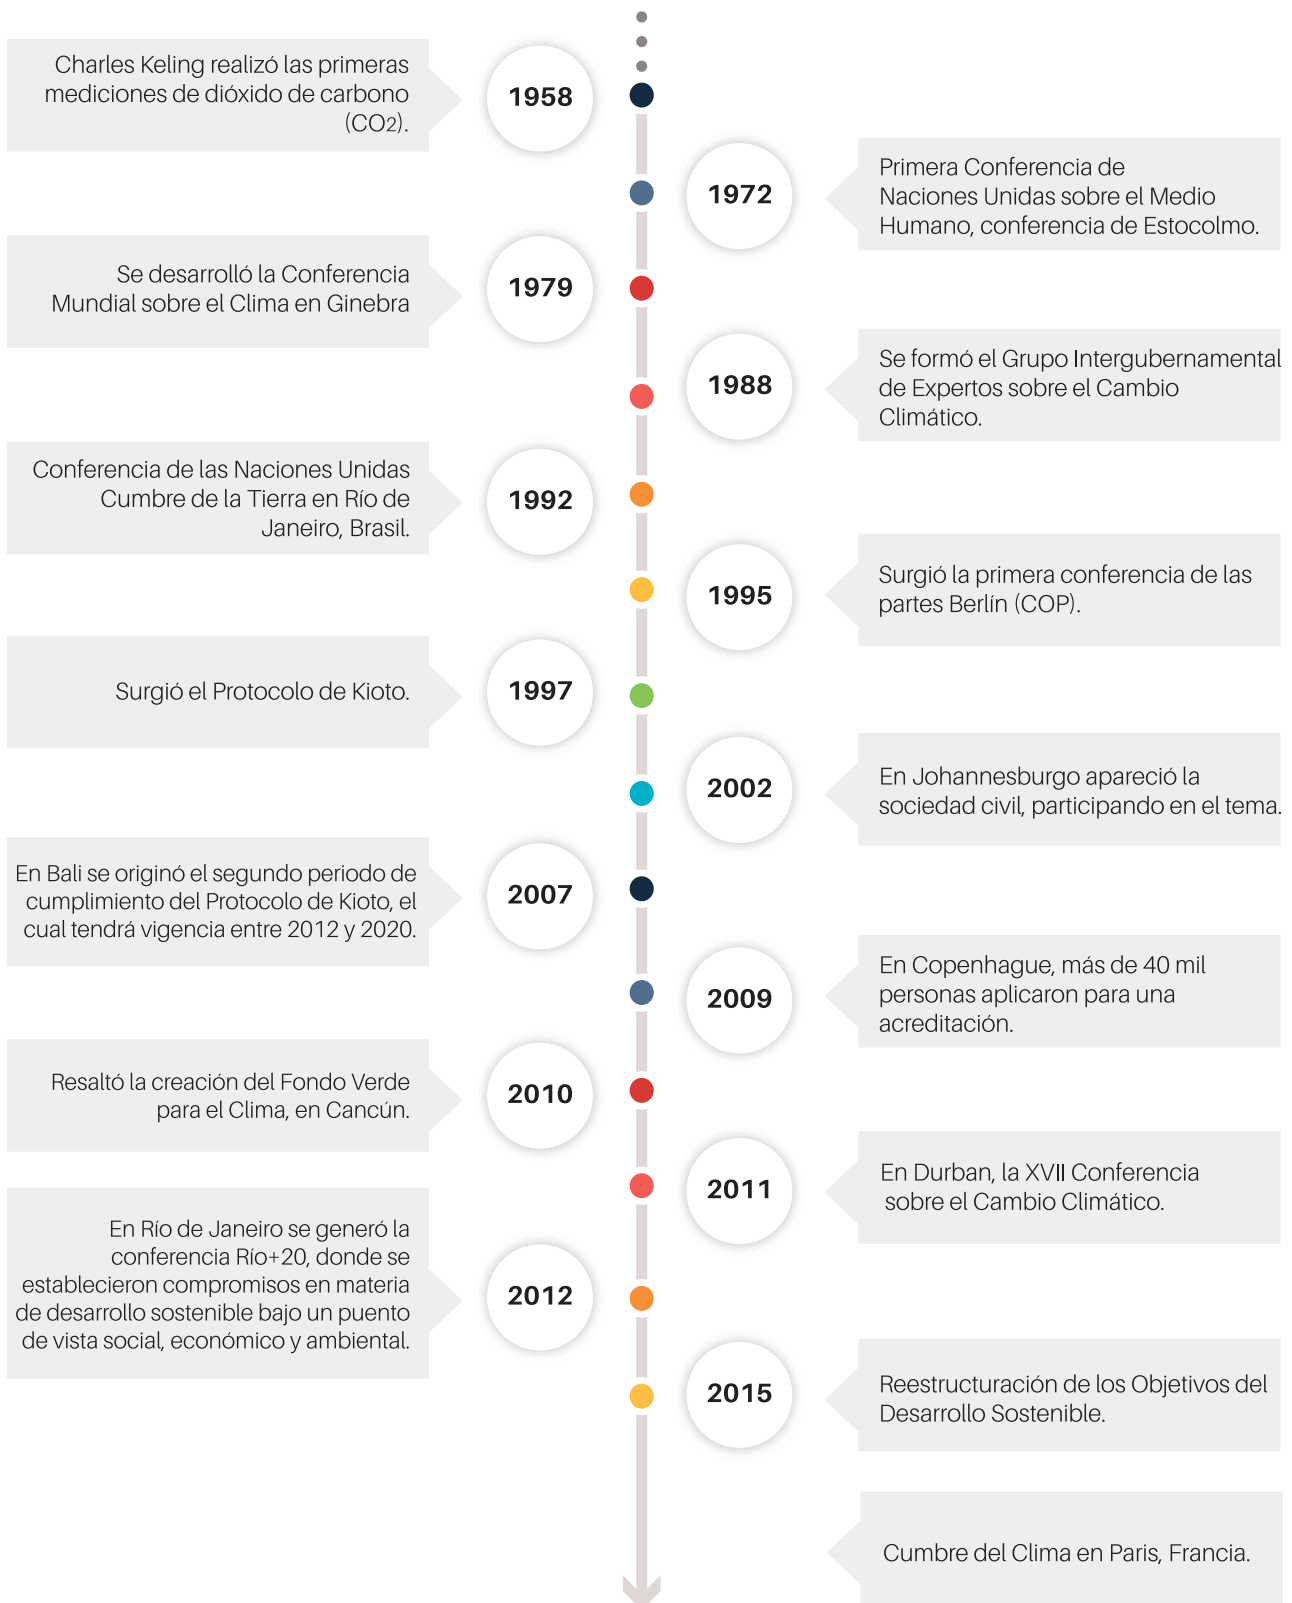 Charles Keling realizó las primeras
mediciones de dióxido de carbono
(CO2).
1958
1972
Primera Conferencia de
Naciones Unidas sobre el Medio
Humano, conferencia de Estocolmo.
Se desarrolló la Conferencia
Mundial sobre el Clima en Ginebra
1979
1988
Se formó el Grupo Intergubernamental
de Expertos sobre el Cambio
Climático.
Conferencia de las Naciones Unidas
Cumbre de la Tierra en Río de
Janeiro, Brasil.
1992
1995
Surgió la primera conferencia de las
partes Berlín (COP).
Surgió el Protocolo de Kioto.
1997
2002
En Johannesburgo apareció la
sociedad civil, participando en el tema.
En Bali se originó el segundo periodo de
cumplimiento del Protocolo de Kioto, el
cual tendrá vigencia entre 2012 y 2020.
2007
2009
En Copenhague, más de 40 mil
personas aplicaron para una
acreditación.
Resaltó la creación del Fondo Verde
para el Clima, en Cancún.
2010
2011
En Durban, la XVII Conferencia
sobre el Cambio Climático.
En Río de Janeiro se generó la
conferencia Río+20, donde se
establecieron compromisos en materia
de desarrollo sostenible bajo un puento
de vista social, económico y ambiental.
2012
2015
Reestructuración de los Objetivos del
Desarrollo Sostenible.
Cumbre del Clima en Paris, Francia.